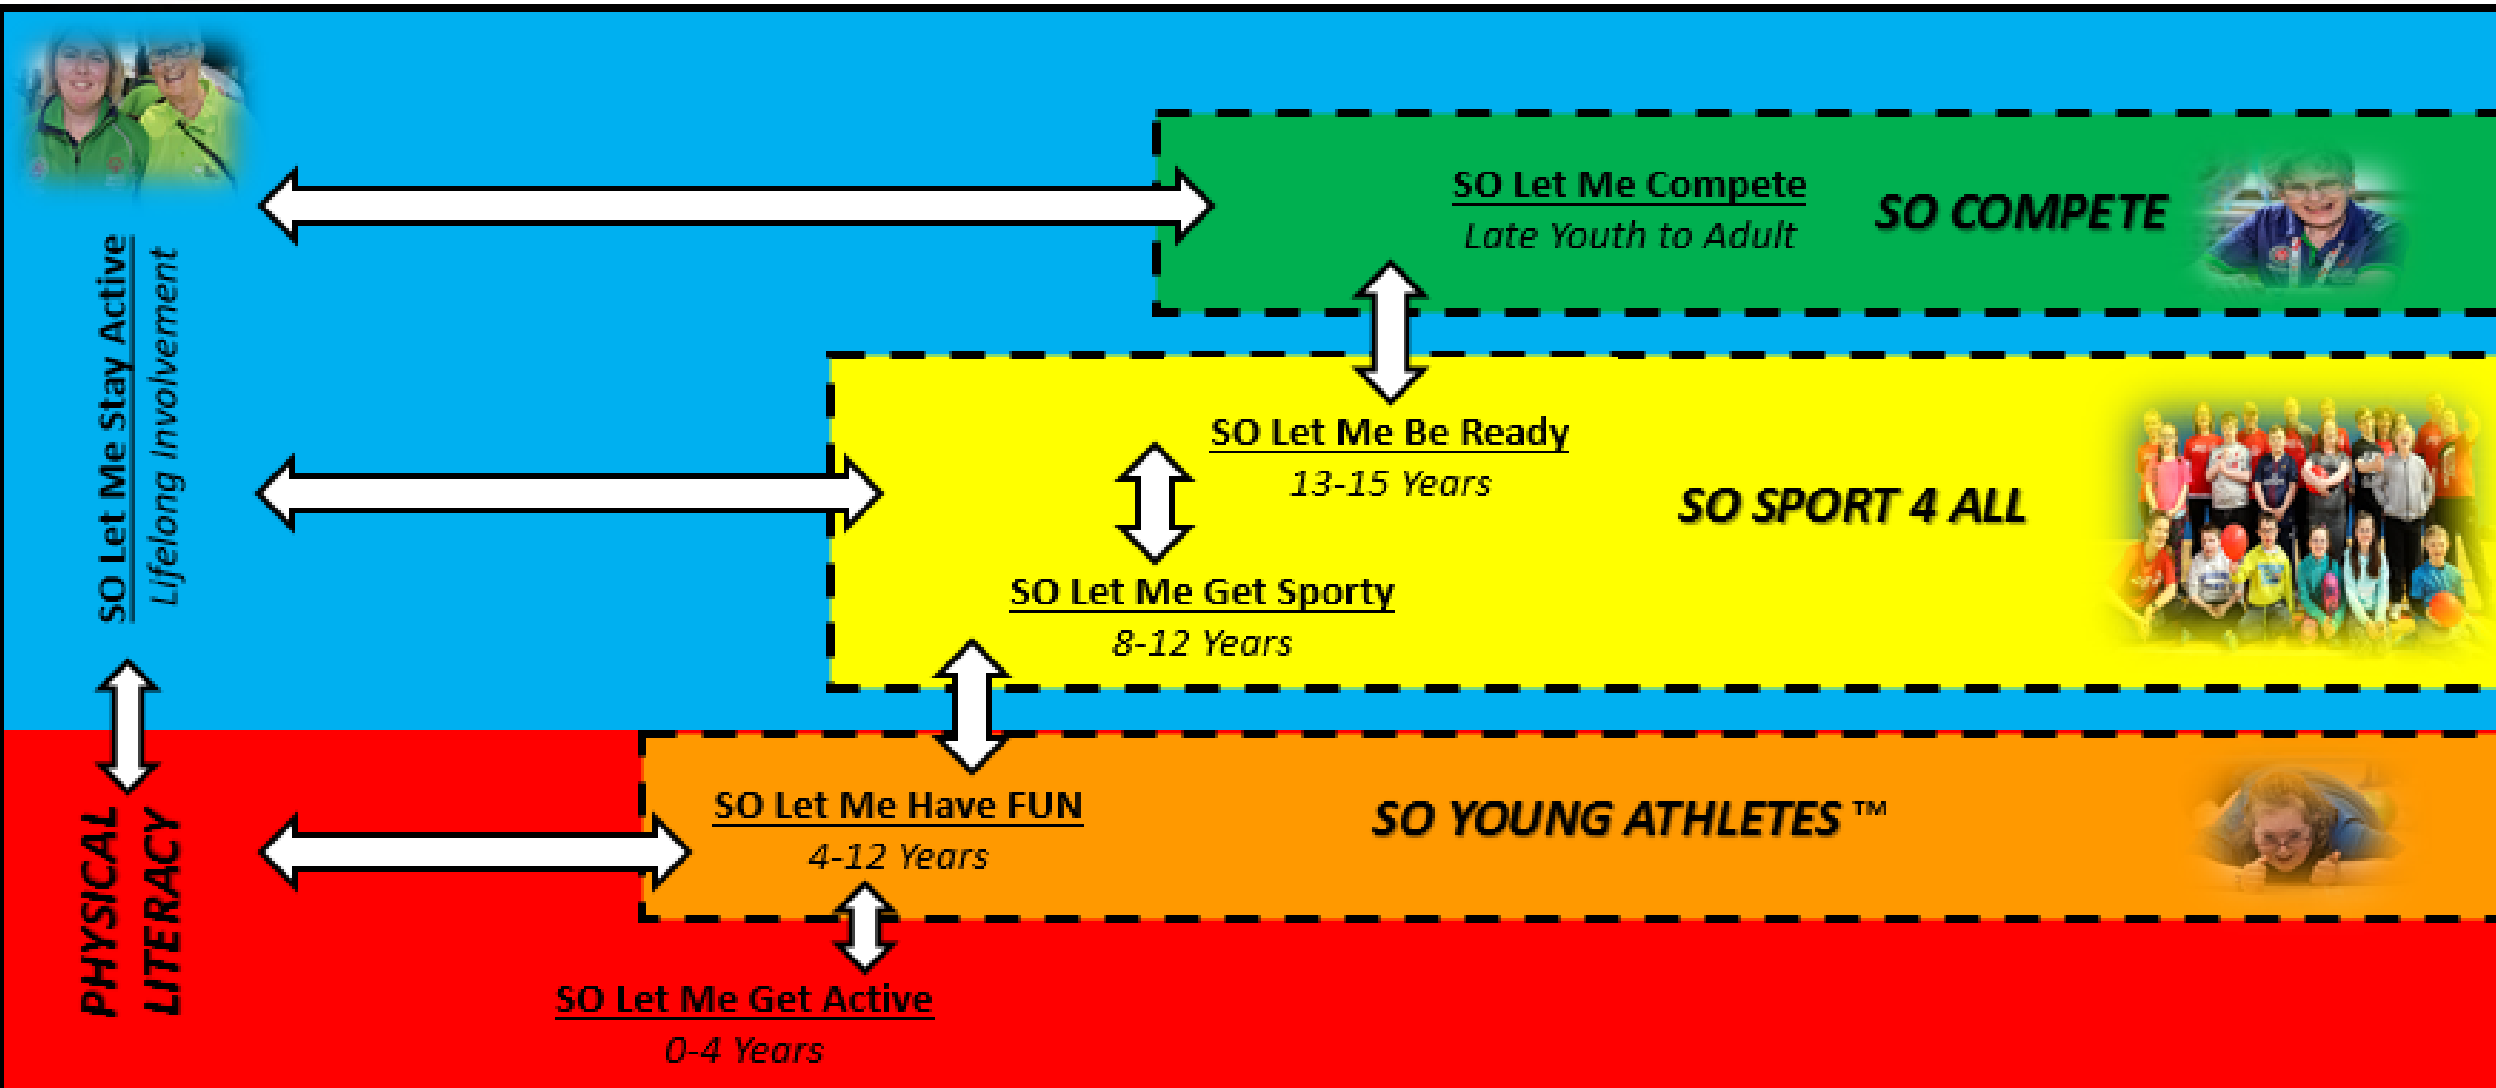 SO Let Me Compete
Late Youth to Adult
SO COMPETE
SO Let Me Stay Active
Lifelong Involvement
SO Let Me Be Ready
13-15 Years
SO SPORT 4 ALL
SO Let Me Get Sporty
8-12 Years
PHYSICAL
LITERACY
SO Let Me Have FUN
4-12 Years
SO YOUNG ATHLETES ™
SO Let Me Get Active
0-4 Years